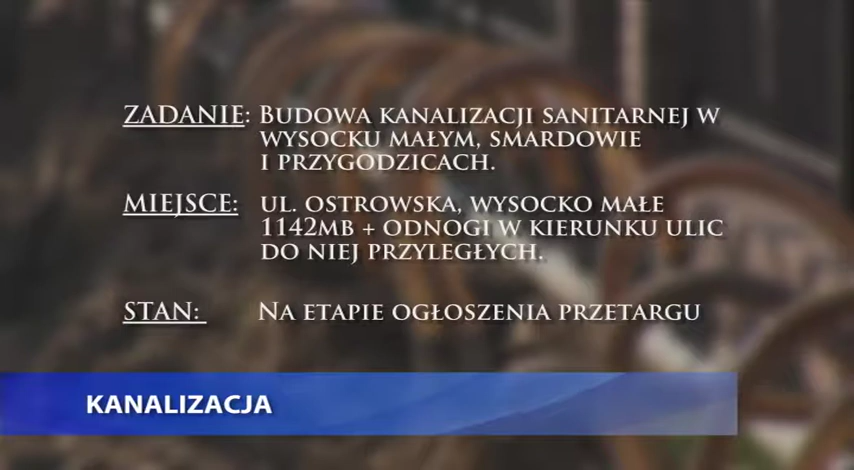 ZADANIE: BUDOWA KANALIZACJI SANITARNEJ W
WYSOCKU MAŁYM, SMARDOWIE
I PRZYGODZICACH.
MIEJSCE: UL. OSTROWSKA, WYSOCKO MAŁE
1142MB + ODNOGI W KIERUNKU ULIC
DO NIEJ PRZYLEGŁYCH.
STAN: NA ETAPIE OGŁOSZENIA PRZETARGU
KANALIZACJA